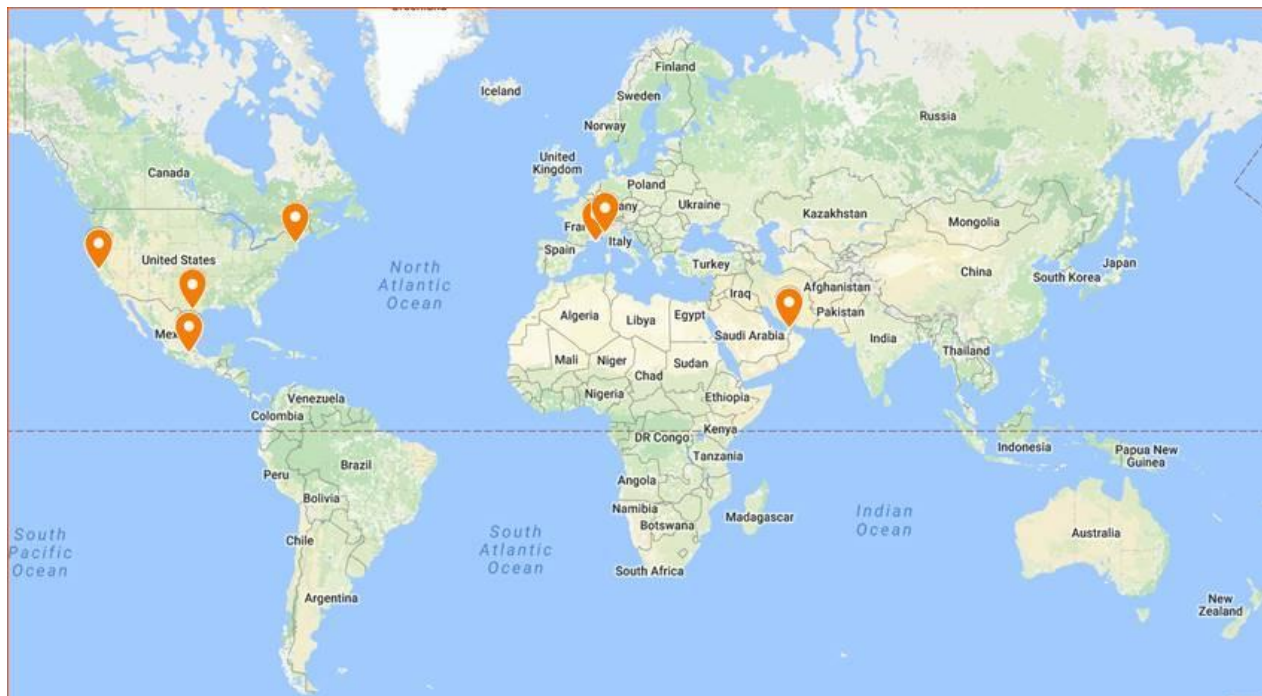 Finland
Iceland
Sweden
Russia
Norway
United
Kingdom
Canada
Poland
Ukraine
Kazakhstan
Mongolia
Italy
Spain
United States
Turkey
China
Japan
South Korea
North
Atlantic
Ocean
Iraq
Afghanistan
Pakistan
Algeria
Libya
Egypt
Saudi Arabia
India
Thailand
Mali
Niger
Chad
Sudan
Nigeria
Ethiopia
Venezuela
Colombia
Kenya
DR Congo
Tanzania
Indonesia
Papua New
Guinea
Peru
Brazil
Bolivia
Angola
Namibia
Botswana
Madagascar
Indian
Ocean
Australia
Chile
South
Pacific
Ocean
South
Atlantic
Ocean
South Africa
Argentina
New
Zealand